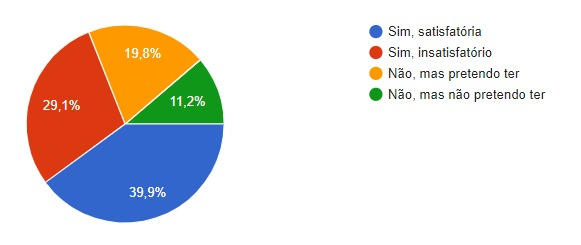 19,8%
11,2%
29,1%
39,9%
Sim, satisfatória
Sim, insatisfatório
Não, mas pretendo ter
Não, mas não pretendo ter